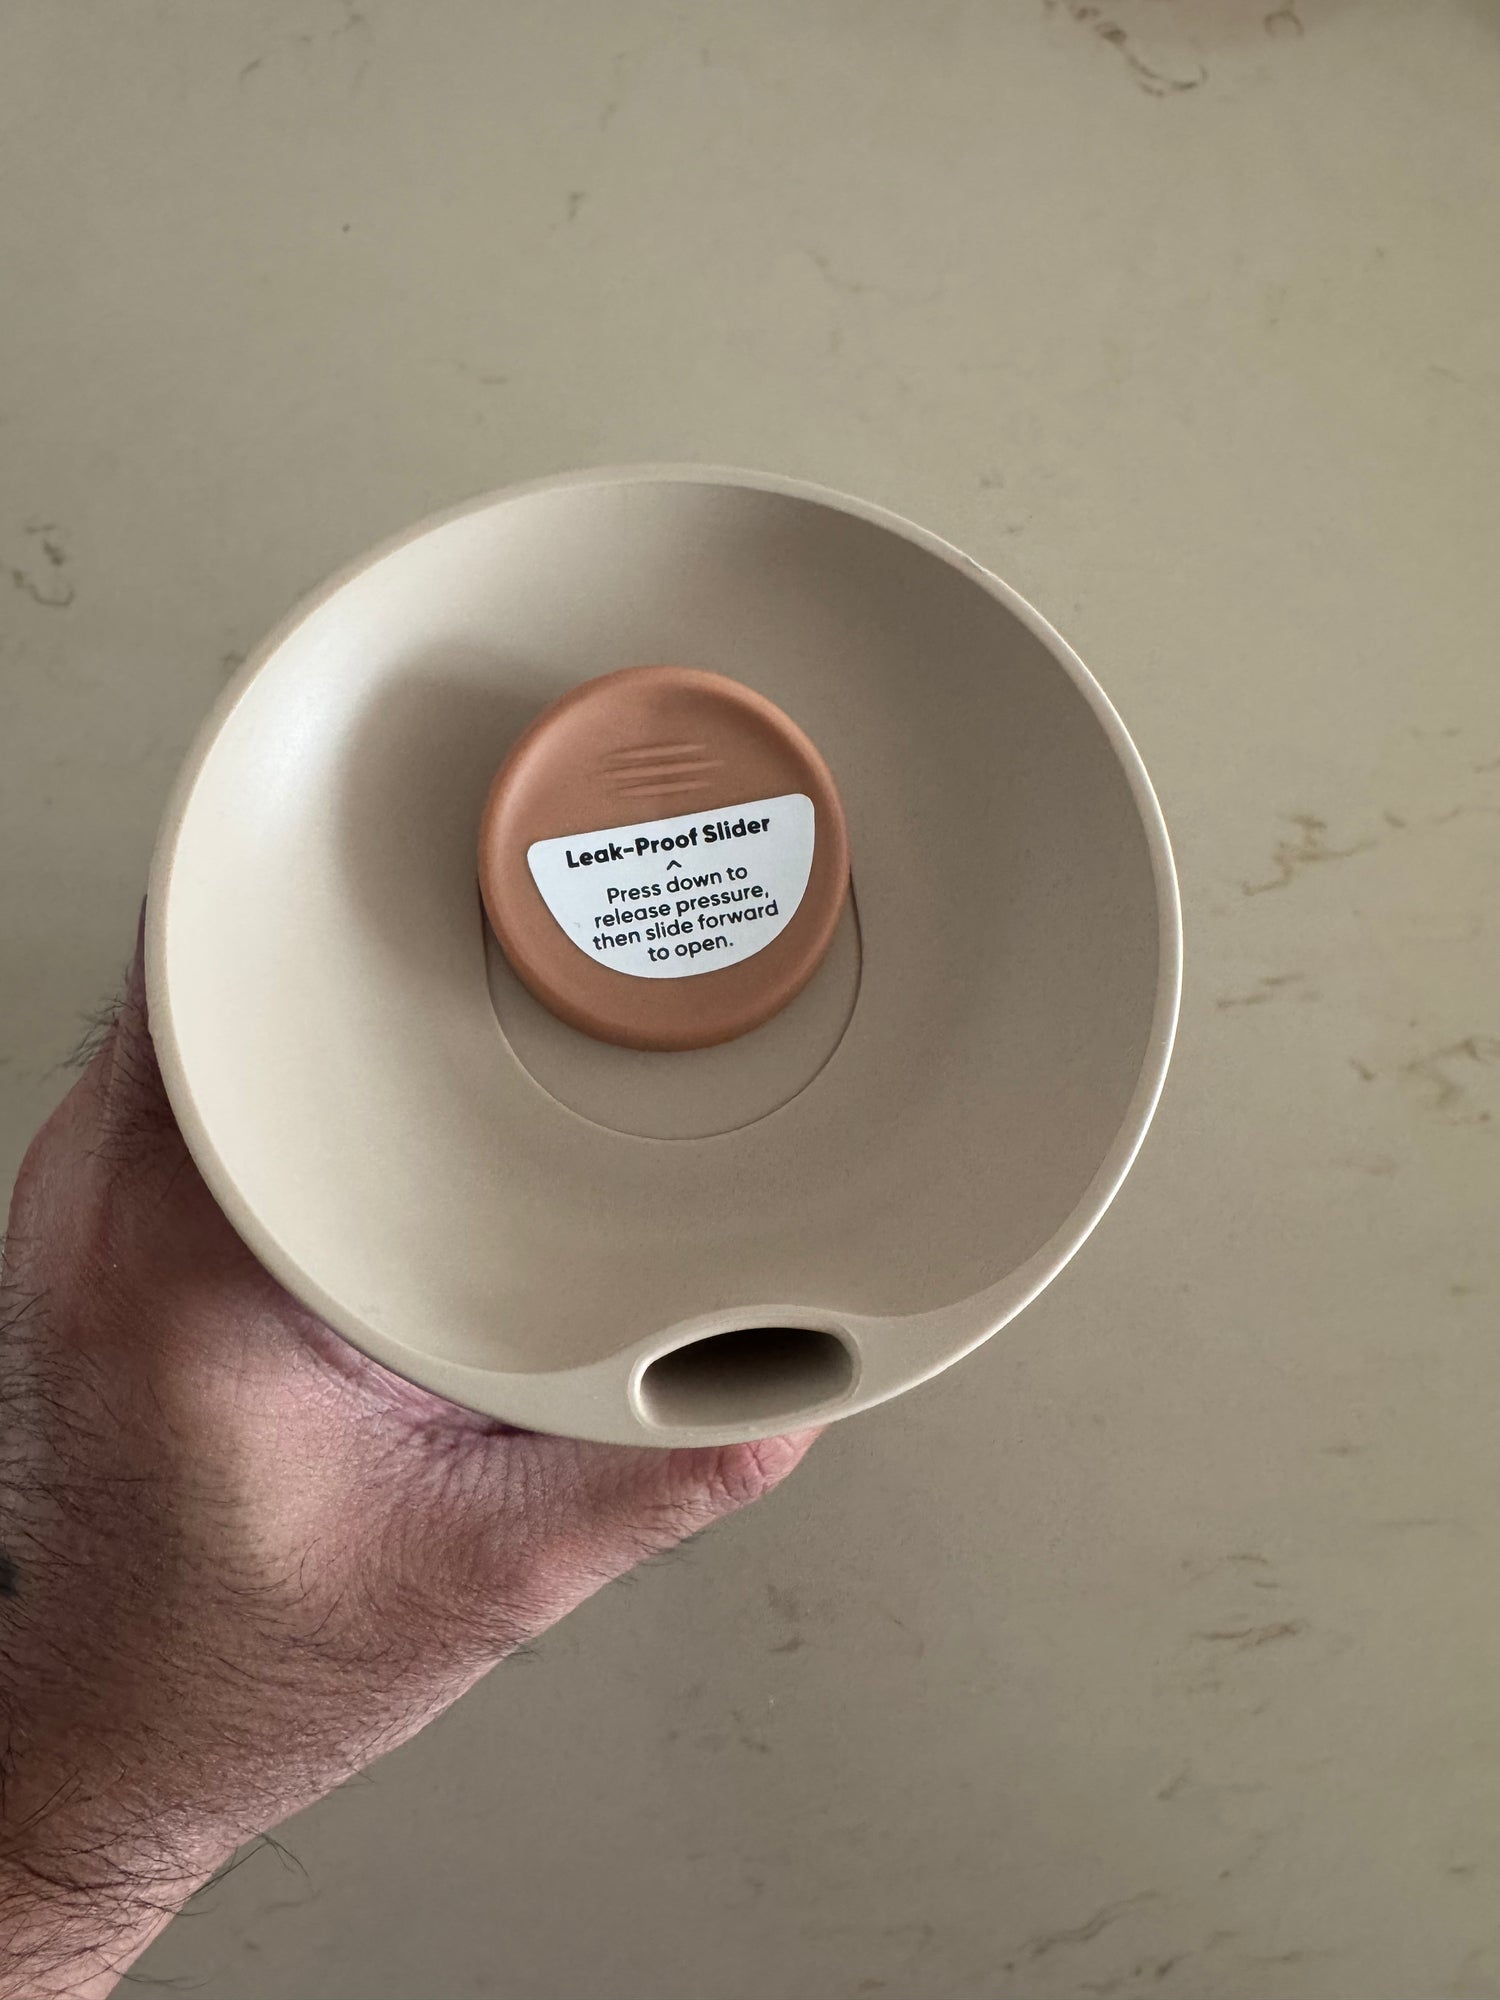 Leak-Proof Slider
^
Press down to
release pressure,
then slide forward
to open.